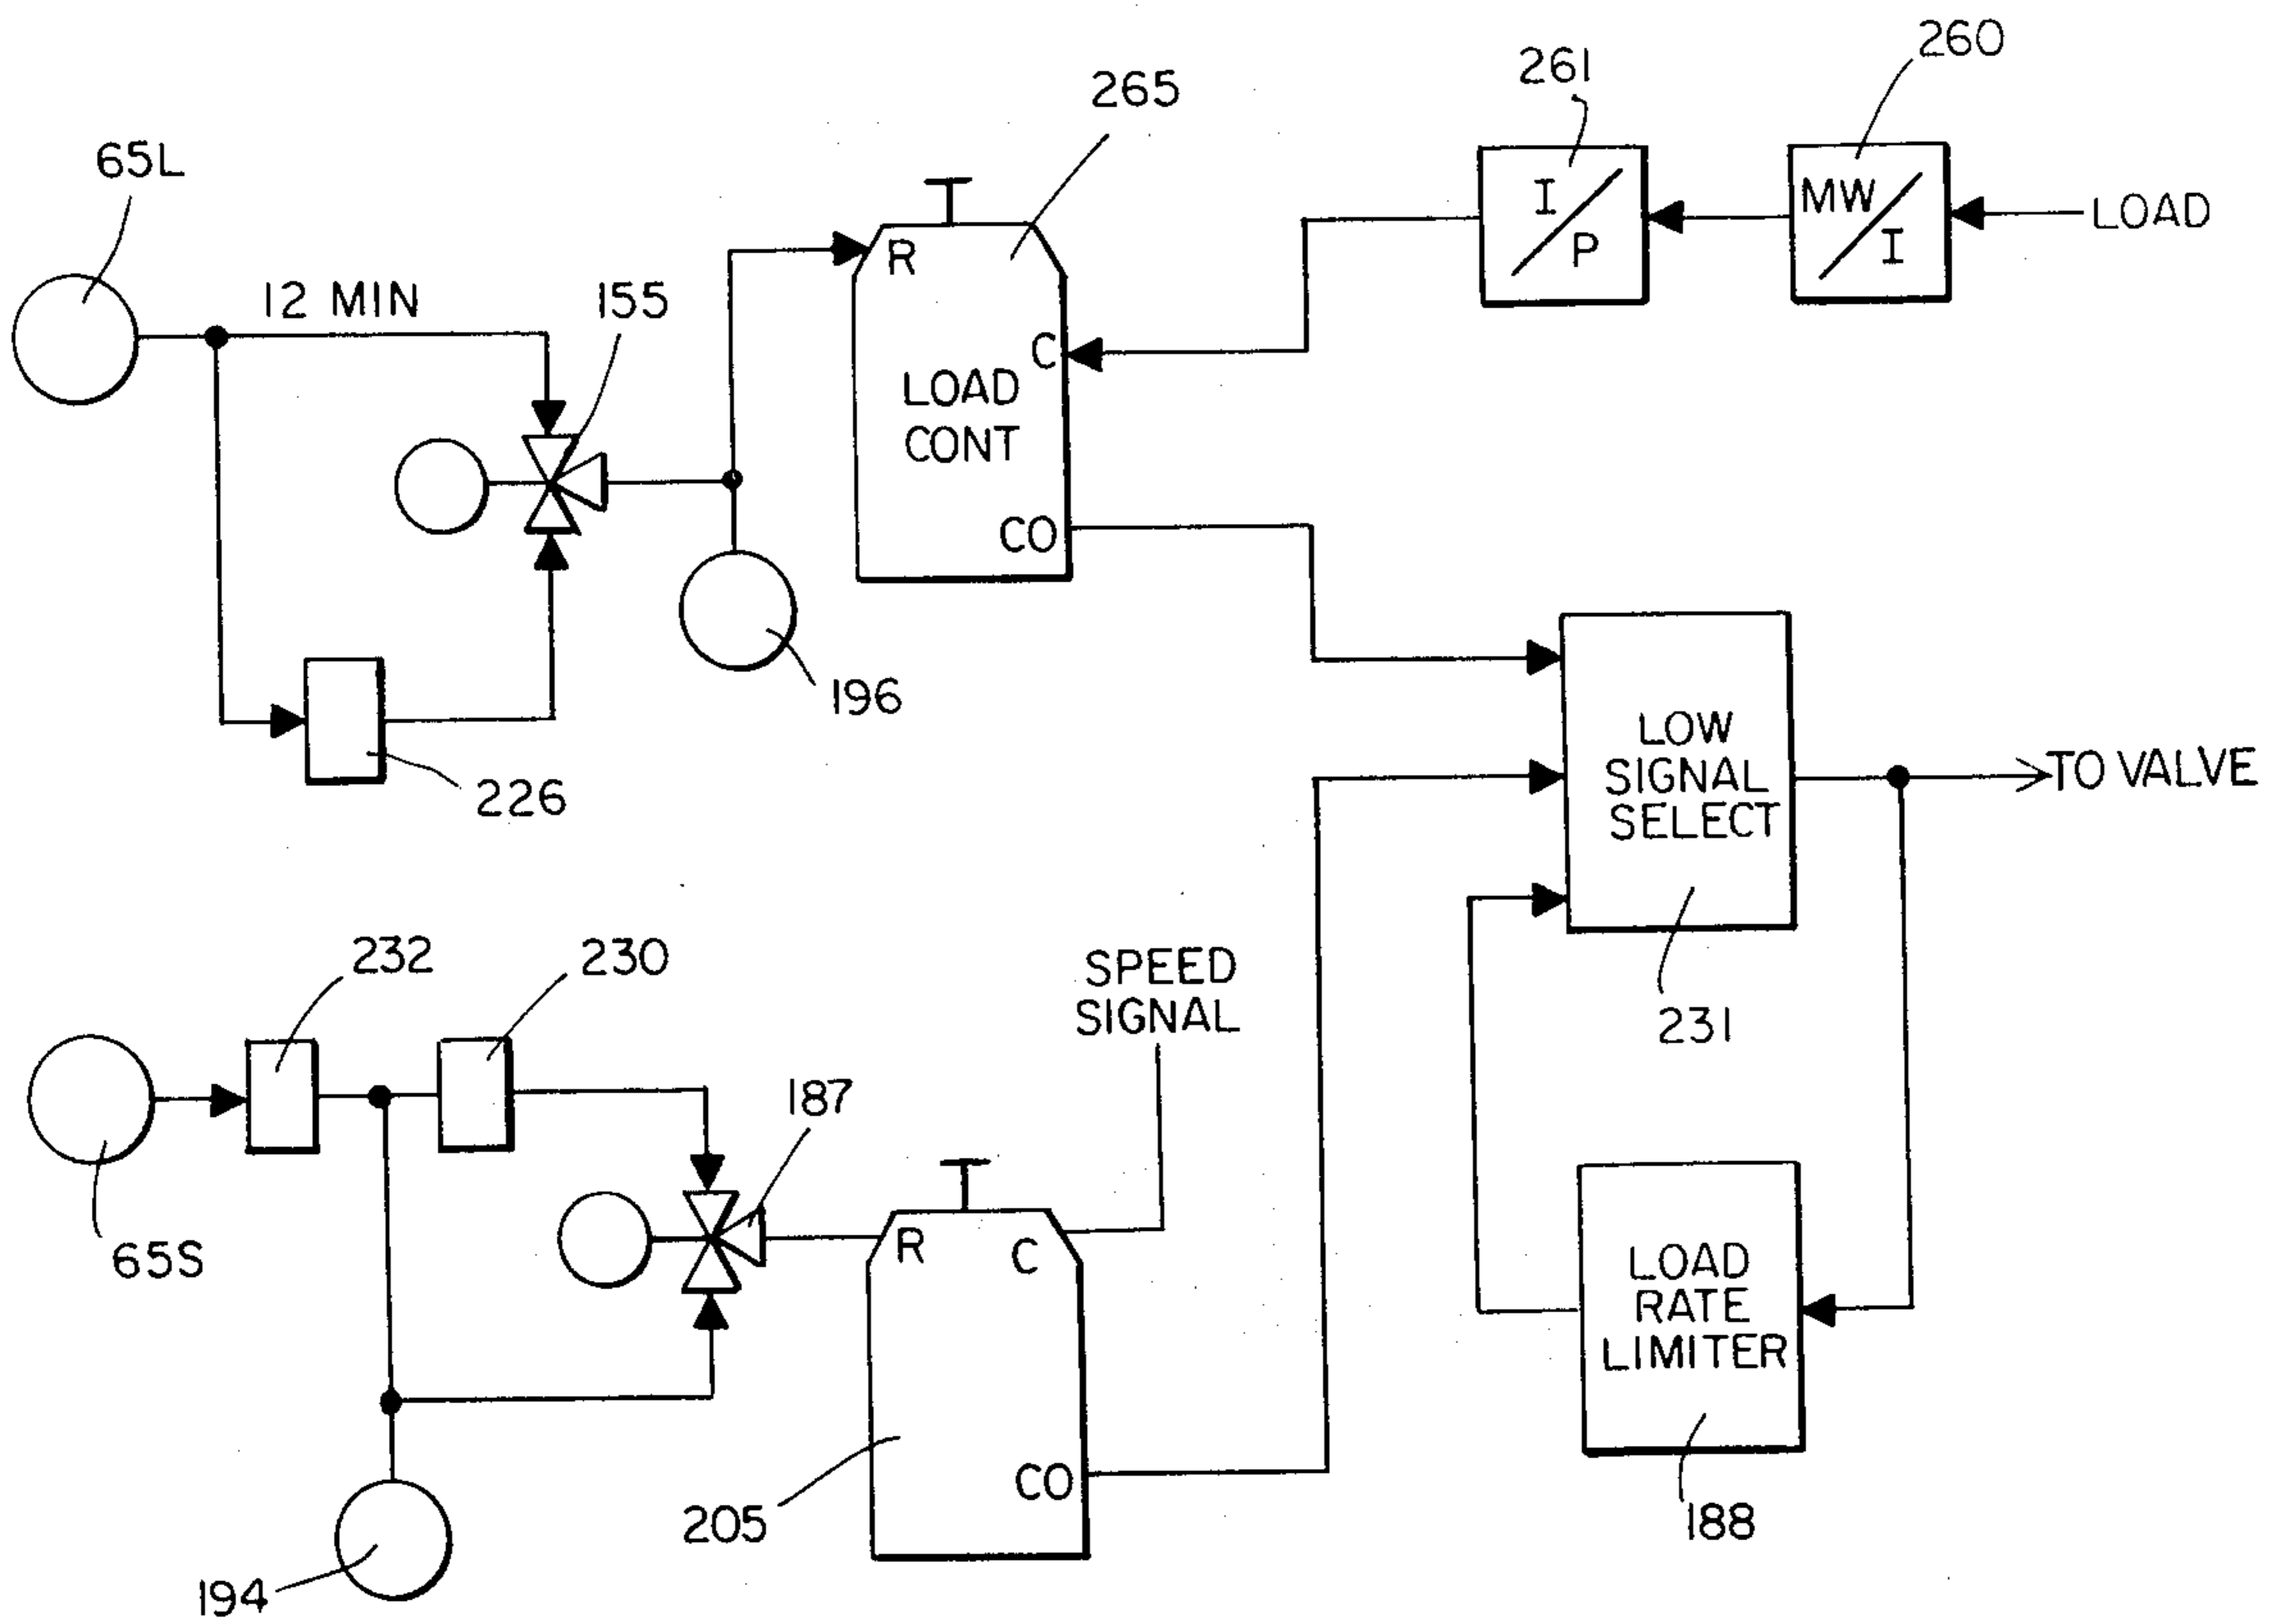 260
261
265
65L
MW
I
I
P
LOAD
12 MIN
155
R
C
LOAD
CONT
CO
196
226
LOW
SIGNAL
SELECT
TO VALVE
232
230
SPEED
SIGNAL
231
187
65S
R
C
LOAD
RATE
LIMITER
CO
205
188
194